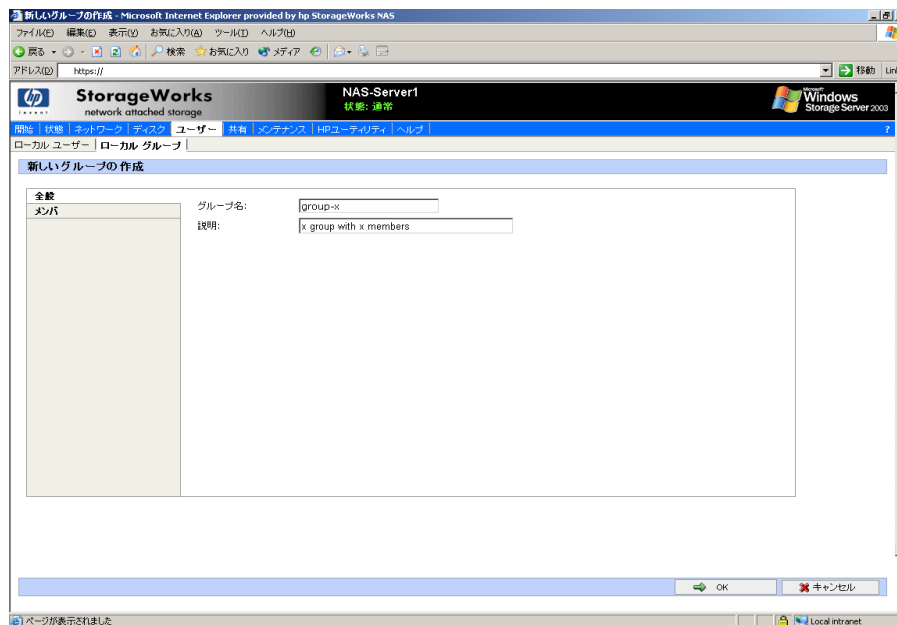 新しいグループの作成 - Microsoft Internet Explorer provided by hp StorageWorks NAS
ファイル(F) 編集(E) 表示(V) お気に入り(A) ツール(T) ヘルプ(H)
戻る 検索 お気に入り メディア
アドレス(D) https:// 移動 Lin
hp
invent
StorageWorks
network attached storage
NAS-Server1
状態: 通常
Microsoft
Windows
Storage Server 2003
開始 状態 ネットワーク ディスク ユーザー 共有 メンテナンス HPユーティリティ ヘルプ ?
ローカル ユーザー ローカル グループ
新しいグループの作成
全般
メンバ
グループ名: group-x
説明: x group with x members
OK キャンセル
ページが表示されました Local intranet